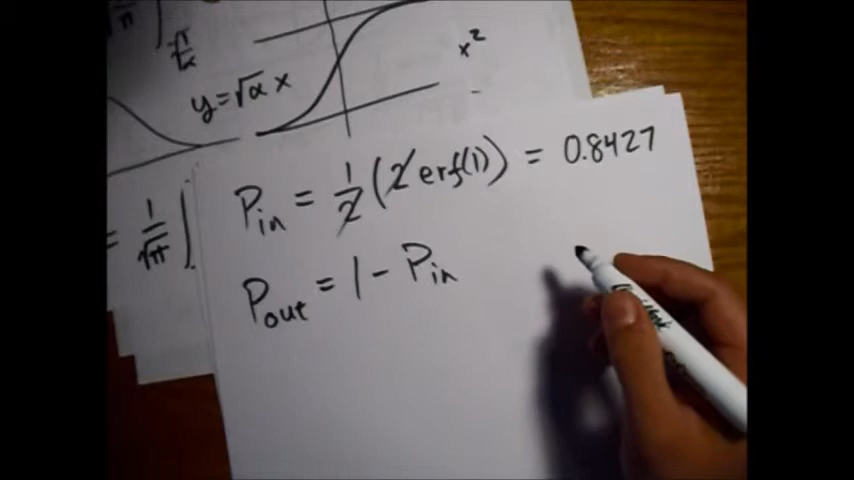 x²
y = √α x
= 1/√π
P_in = 1/2 (2 erf(1)) = 0.8427
P_out = 1 - P_in